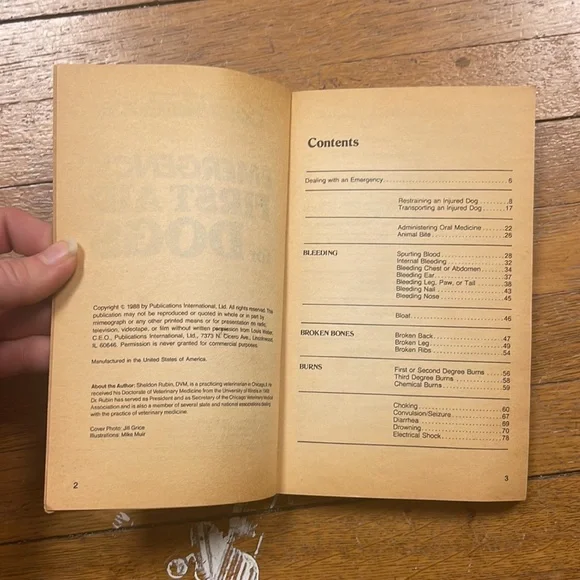 Copyright © 1988 by Publications International, Ltd. All rights reserved. This
publication may not be reproduced or quoted in whole or in part by
mimeograph or any other printed means or for presentation to radio,
television, videotape, or film without written permission from Louis Weber,
C.E.O., Publications International, Ltd., 7373 N. Cicero Ave., Lincolnwood,
IL 60646. Permission is never granted for commercial purposes.
Manufactured in the United States of America.
About the Author: Sheldon Rubin, DVM, is a practicing veterinarian in Chicago. He
received his Doctorate of Veterinary Medicine from the University of Illinois in
Dr. Rubin has served as President and as Secretary of the Chicago Veterinary Medical
Association and is also a member of several state and national associations dealing
with the practice of veterinary medicine.
Cover Photo: Jill Grice
Illustrations: Mike Muir
2
Contents
Dealing with an Emergency 6
Restraining an Injured Dog 8
Transporting an Injured Dog 17
Administering Oral Medicine 22
Animal Bite 26
BLEEDING
Spurting Blood 28
Internal Bleeding 32
Bleeding Chest or Abdomen 34
Bleeding Ear 37
Bleeding Leg, Paw, or Tail 38
Bleeding Nail 43
Bleeding Nose 45
Bloat 46
BROKEN BONES
Broken Back 47
Broken Leg 49
Broken Ribs 54
BURNS
First or Second Degree Burns 56
Third Degree Burns 58
Chemical Burns 59
Choking 60
Convulsion/Seizure 67
Diarrhea 69
Drowning 70
Electrical Shock 78
3